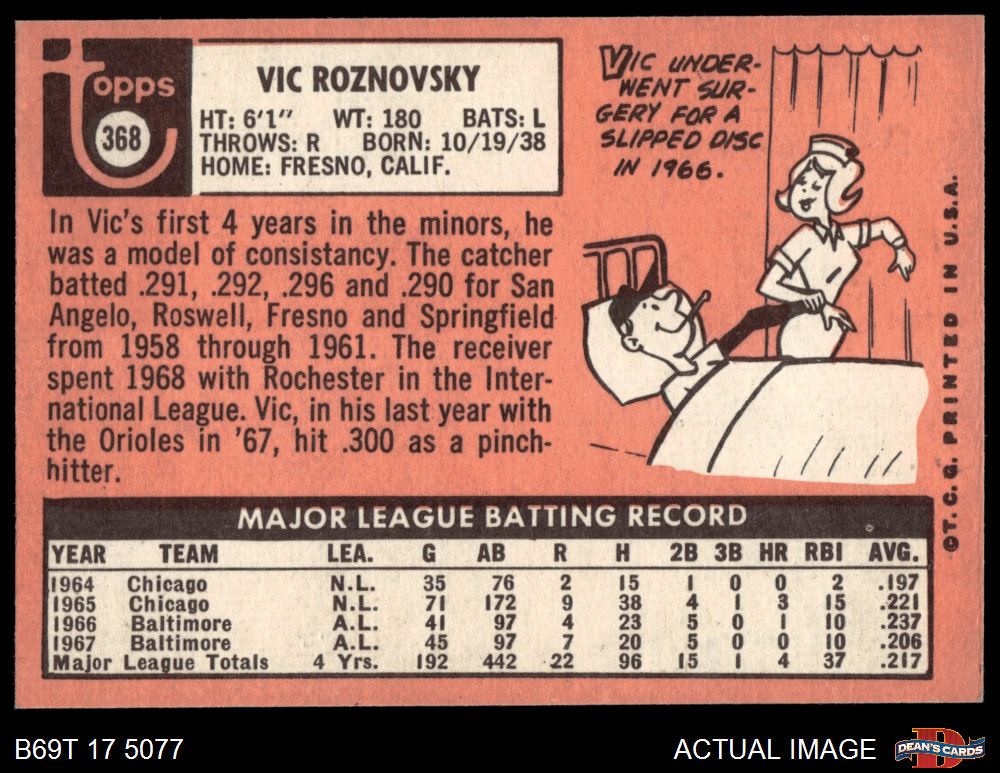 Topps
368
VIC ROZNOVSKY
HT: 6'1" WT: 180 BATS: L
THROWS: R BORN: 10/19/38
HOME: FRESNO, CALIF.
In Vic's first 4 years in the minors, he
was a model of consistancy. The catcher
batted .291, .292, .296 and .290 for San
Angelo, Roswell, Fresno and Springfield
from 1958 through 1961. The receiver
spent 1968 with Rochester in the Inter-
national League. Vic, in his last year with
the Orioles in '67, hit .300 as a pinch-
hitter.
VIC UNDER-
WENT SUR-
GERY FOR A
SLIPPED DISC
IN 1966.
©T.C.G. PRINTED IN U.S.A.
MAJOR LEAGUE BATTING RECORD
YEAR TEAM LEA. G AB R H 2B 3B HR RBI AVG.
1964 Chicago N.L. 35 76 2 15 1 0 0 2 .197
1965 Chicago N.L. 71 172 9 38 4 1 3 15 .221
1966 Baltimore A.L. 41 97 4 23 5 0 1 10 .237
1967 Baltimore A.L. 45 97 7 20 5 0 0 10 .206
Major League Totals 4 Yrs. 192 442 22 96 15 1 4 37 .217
B69T 17 5077
ACTUAL IMAGE
D
DEAN'S CARDS